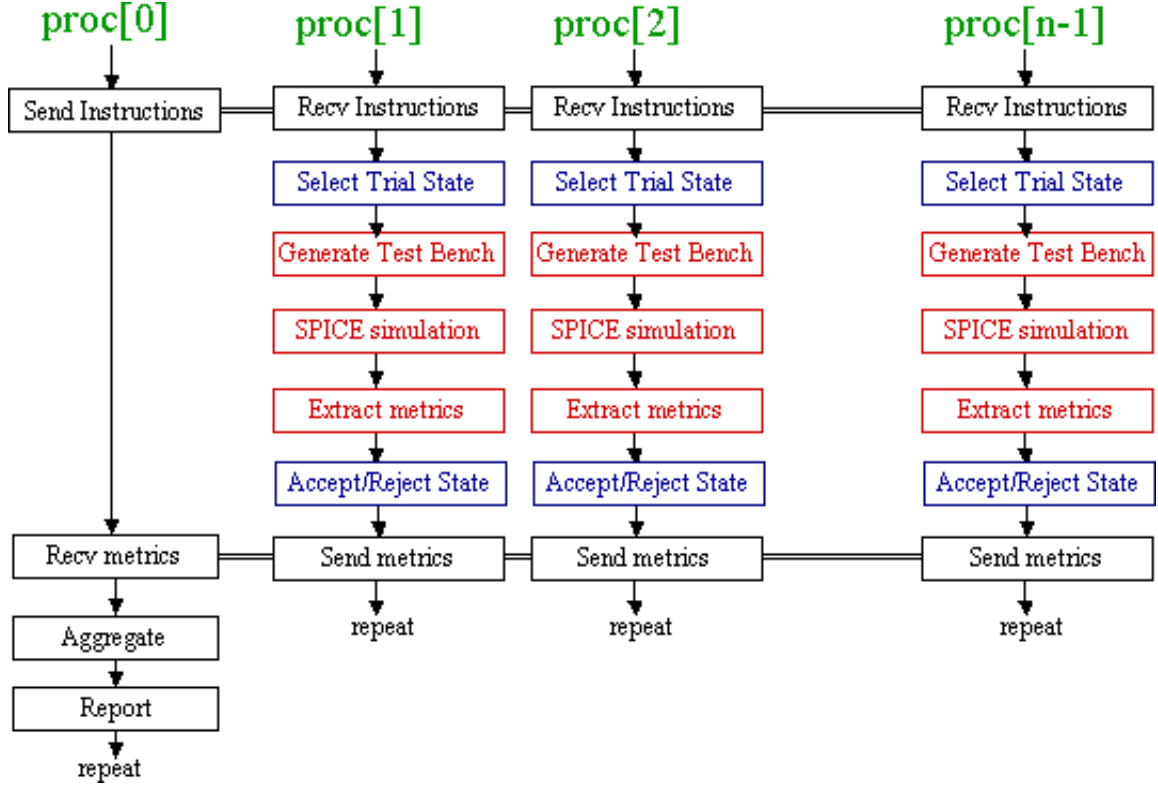 proc[0]
proc[1]
proc[2]
proc[n-1]
Send Instructions
Recv Instructions
Recv Instructions
Recv Instructions
Select Trial State
Select Trial State
Select Trial State
Generate Test Bench
Generate Test Bench
Generate Test Bench
SPICE simulation
SPICE simulation
SPICE simulation
Extract metrics
Extract metrics
Extract metrics
Accept/Reject State
Accept/Reject State
Accept/Reject State
Recv metrics
Send metrics
Send metrics
Send metrics
Aggregate
repeat
repeat
repeat
Report
repeat